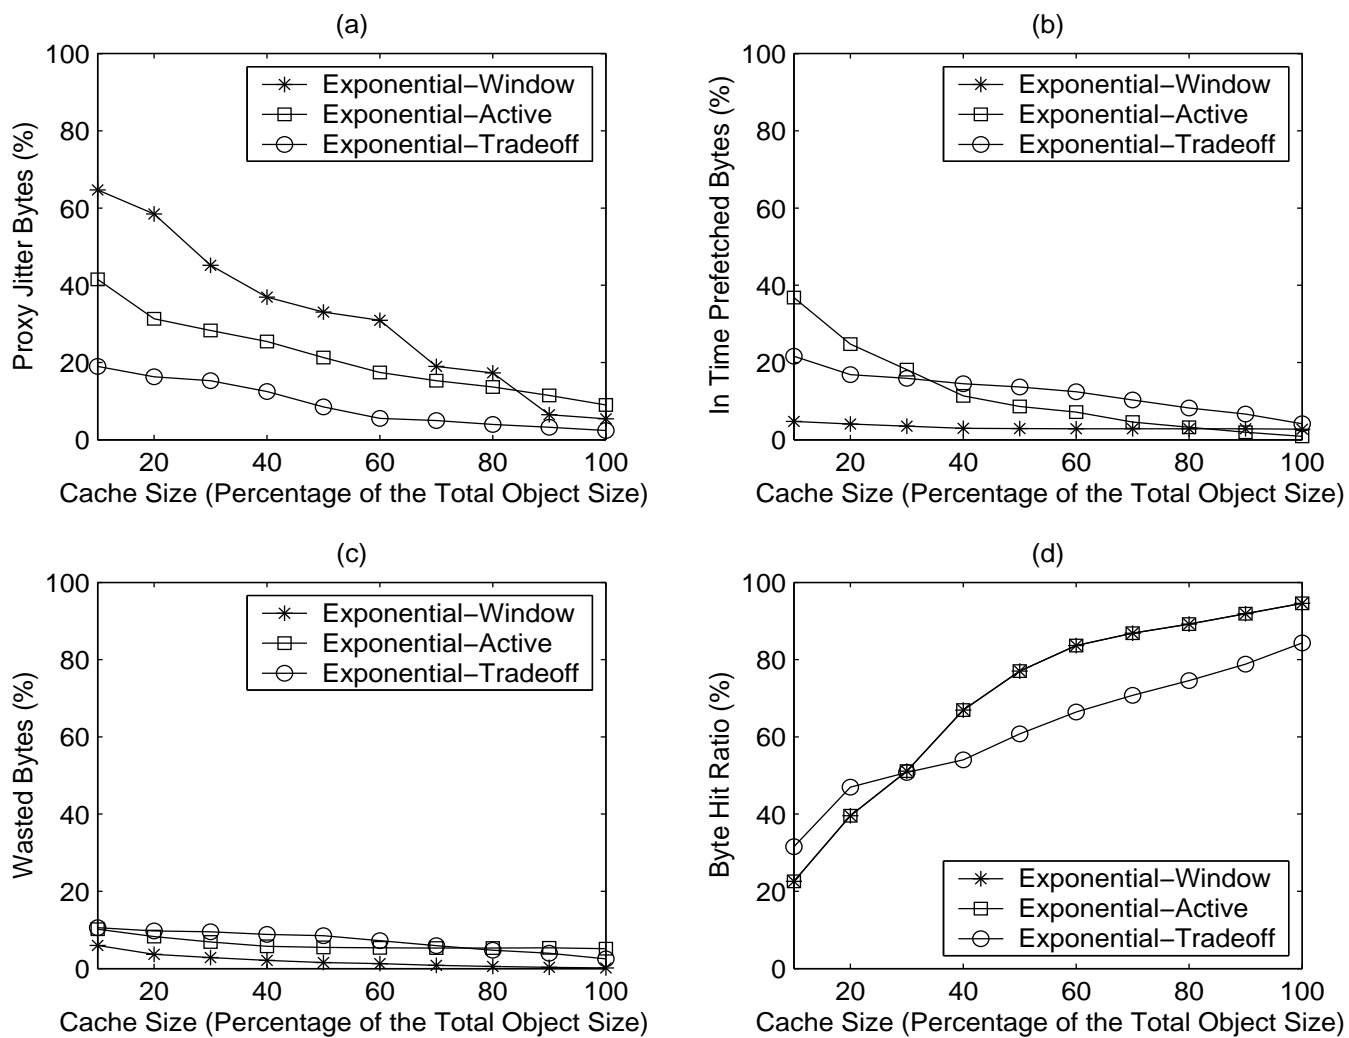 (a)
100
80
60
40
20
0
Proxy Jitter Bytes (%)
Exponential−Window
Exponential−Active
Exponential−Tradeoff
20 40 60 80 100
Cache Size (Percentage of the Total Object Size)
(b)
100
80
60
40
20
0
In Time Prefetched Bytes (%)
Exponential−Window
Exponential−Active
Exponential−Tradeoff
20 40 60 80 100
Cache Size (Percentage of the Total Object Size)
(c)
100
80
60
40
20
0
Wasted Bytes (%)
Exponential−Window
Exponential−Active
Exponential−Tradeoff
20 40 60 80 100
Cache Size (Percentage of the Total Object Size)
(d)
100
80
60
40
20
0
Byte Hit Ratio (%)
Exponential−Window
Exponential−Active
Exponential−Tradeoff
20 40 60 80 100
Cache Size (Percentage of the Total Object Size)